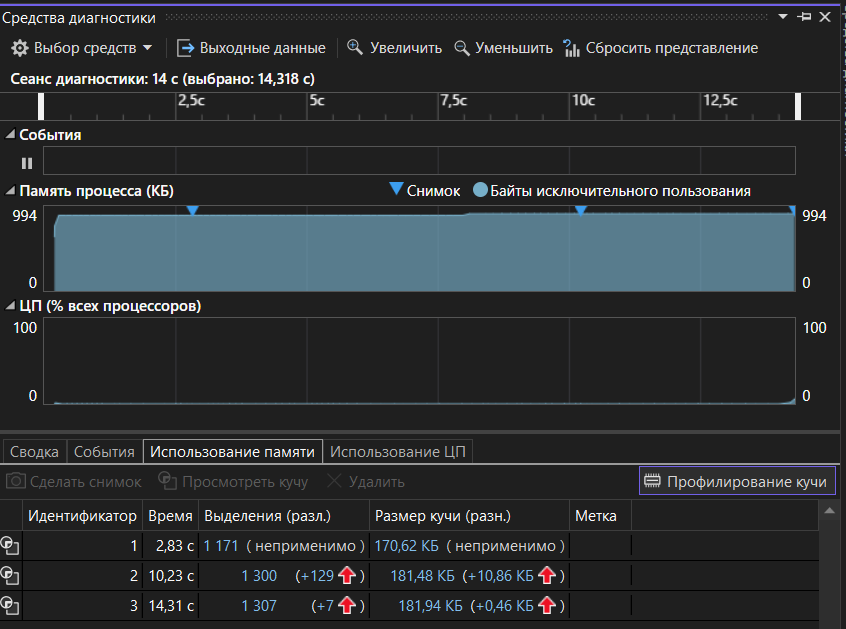 Средства диагностики
Выбор средств Выходные данные Увеличить Уменьшить Сбросить представление
Сеанс диагностики: 14 с (выбрано: 14,318 с)
2,5с 5с 7,5с 10с 12,5с
События
Память процесса (КБ) Снимок Байты исключительного пользования
994 994
0 0
ЦП (% всех процессоров)
100 100
0 0
Сводка События Использование памяти Использование ЦП
Сделать снимок Просмотреть кучу Удалить Профилирование кучи
Идентификатор Время Выделения (разл.) Размер кучи (разн.) Метка
1 2,83 с 1 171 ( неприменимо ) 170,62 КБ ( неприменимо )
2 10,23 с 1 300 (+129 ) 181,48 КБ (+10,86 КБ )
3 14,31 с 1 307 (+7 ) 181,94 КБ (+0,46 КБ )